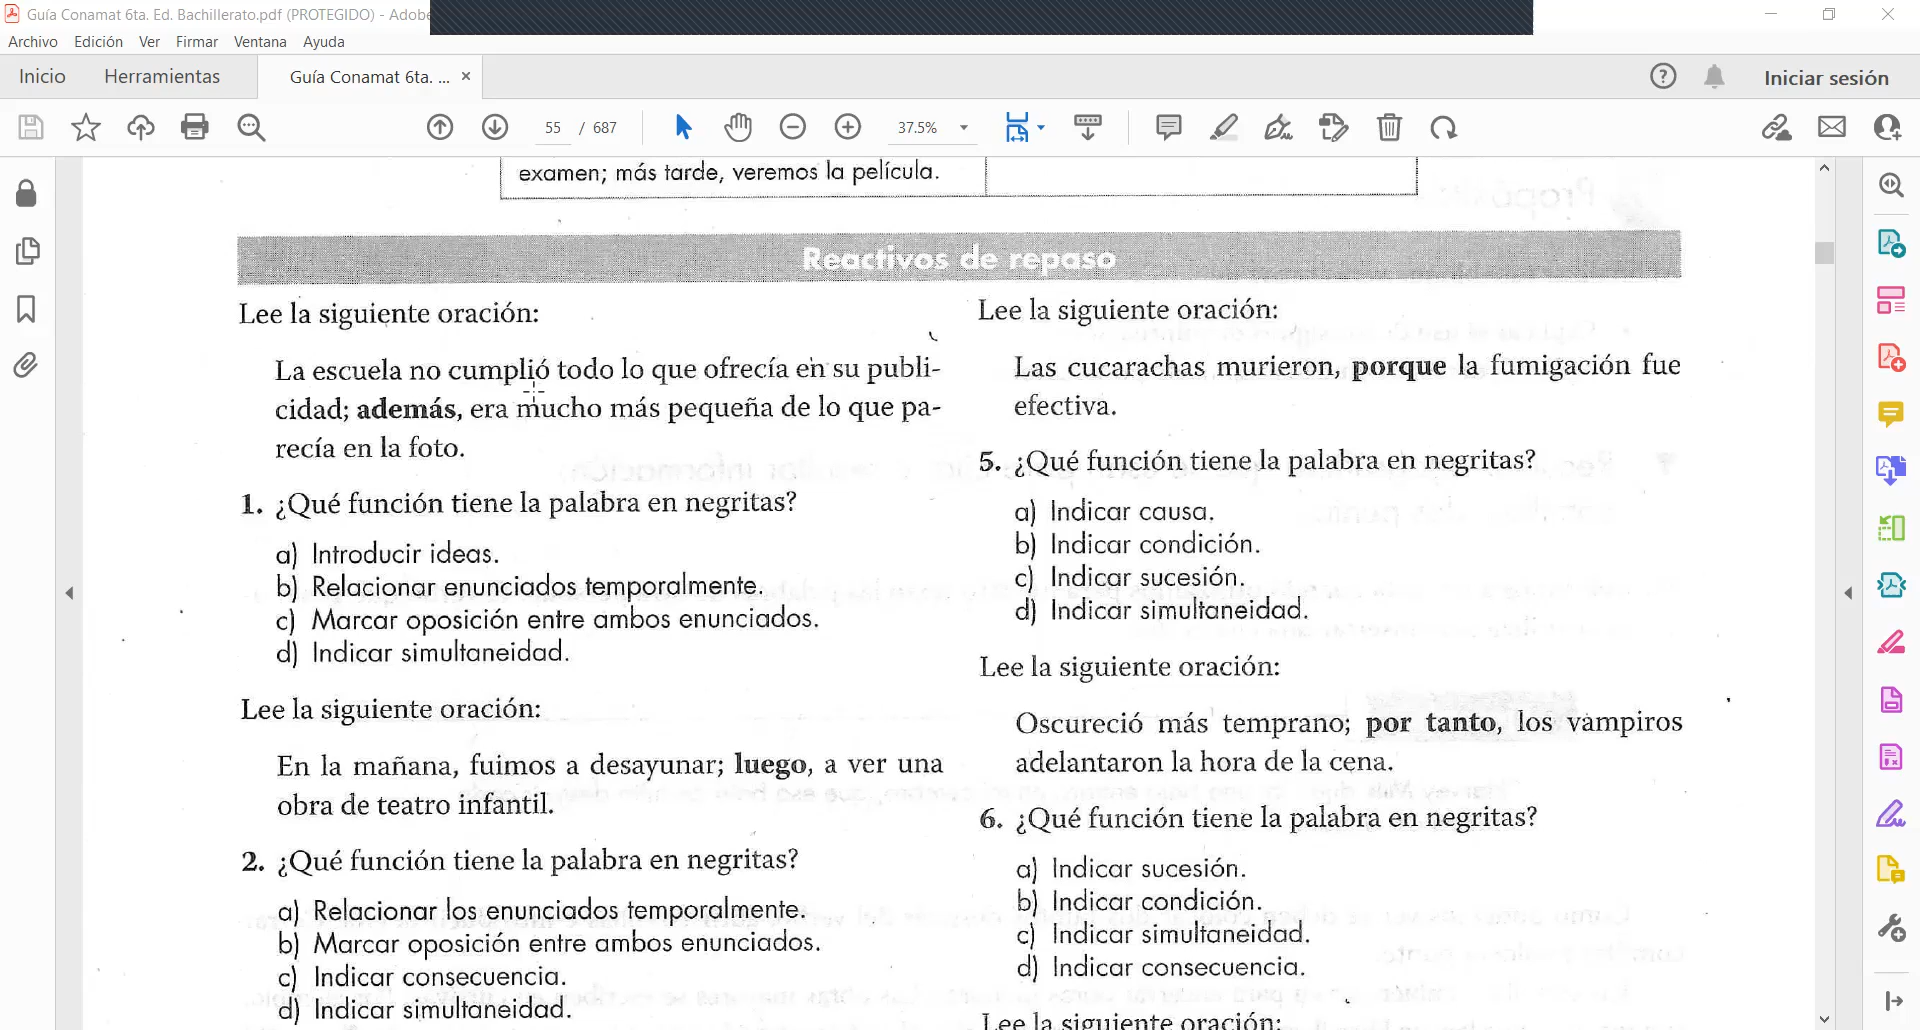 Guía Conamat 6ta. Ed. Bachillerato.pdf (PROTEGIDO) - Adobe
Archivo Edición Ver Firmar Ventana Ayuda
Inicio Herramientas Guía Conamat 6ta. ... × Iniciar sesión
55 / 687 37.5%
examen; más tarde, veremos la película.
Reactivos de repaso
Lee la siguiente oración:
La escuela no cumplió todo lo que ofrecía en su publi-
cidad; además, era mucho más pequeña de lo que pa-
recía en la foto.
1. ¿Qué función tiene la palabra en negritas?
a) Introducir ideas.
b) Relacionar enunciados temporalmente.
c) Marcar oposición entre ambos enunciados.
d) Indicar simultaneidad.
Lee la siguiente oración:
En la mañana, fuimos a desayunar; luego, a ver una
obra de teatro infantil.
2. ¿Qué función tiene la palabra en negritas?
a) Relacionar los enunciados temporalmente.
b) Marcar oposición entre ambos enunciados.
c) Indicar consecuencia.
d) Indicar simultaneidad.
Lee la siguiente oración:
Las cucarachas murieron, porque la fumigación fue
efectiva.
5. ¿Qué función tiene la palabra en negritas?
a) Indicar causa.
b) Indicar condición.
c) Indicar sucesión.
d) Indicar simultaneidad.
Lee la siguiente oración:
Oscureció más temprano; por tanto, los vampiros
adelantaron la hora de la cena.
6. ¿Qué función tiene la palabra en negritas?
a) Indicar sucesión.
b) Indicar condición.
c) Indicar simultaneidad.
d) Indicar consecuencia.
Lee la siguiente oración: